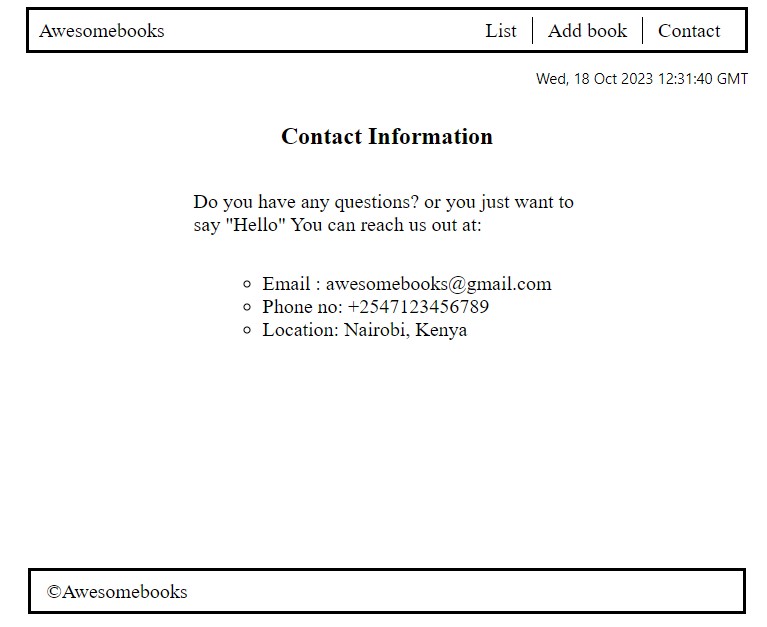 Awesomebooks List Add book Contact
Wed, 18 Oct 2023 12:31:40 GMT
Contact Information
Do you have any questions? or you just want to
say "Hello" You can reach us out at:
Email : awesomebooks@gmail.com
Phone no: +2547123456789
Location: Nairobi, Kenya
©Awesomebooks